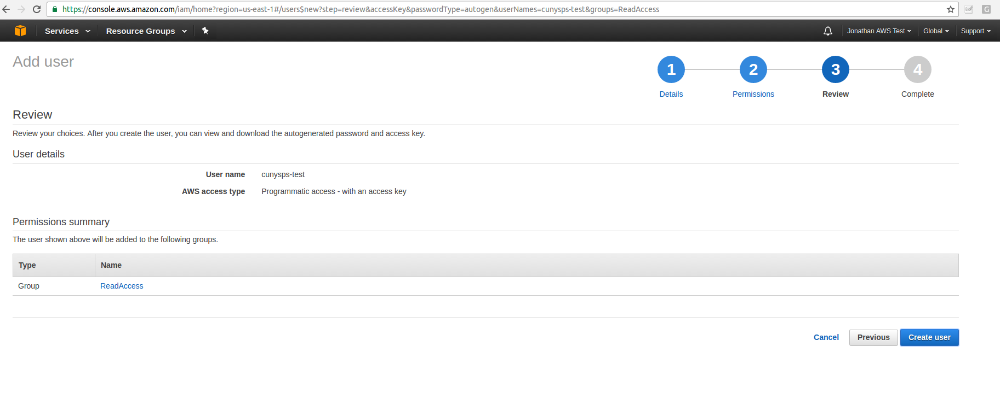 https://console.aws.amazon.com/iam/home?region=us-east-1#/users$new?step=review&accessKey&passwordType=autogen&userNames=cunysps-test&groups=ReadAccess
G
Services Resource Groups Jonathan AWS Test Global Support
Add user
1 2 3 4
Details Permissions Review Complete
Review
Review your choices. After you create the user, you can view and download the autogenerated password and access key.
User details
User name cunysps-test
AWS access type Programmatic access - with an access key
Permissions summary
The user shown above will be added to the following groups.
Type Name
Group ReadAccess
Cancel Previous Create user